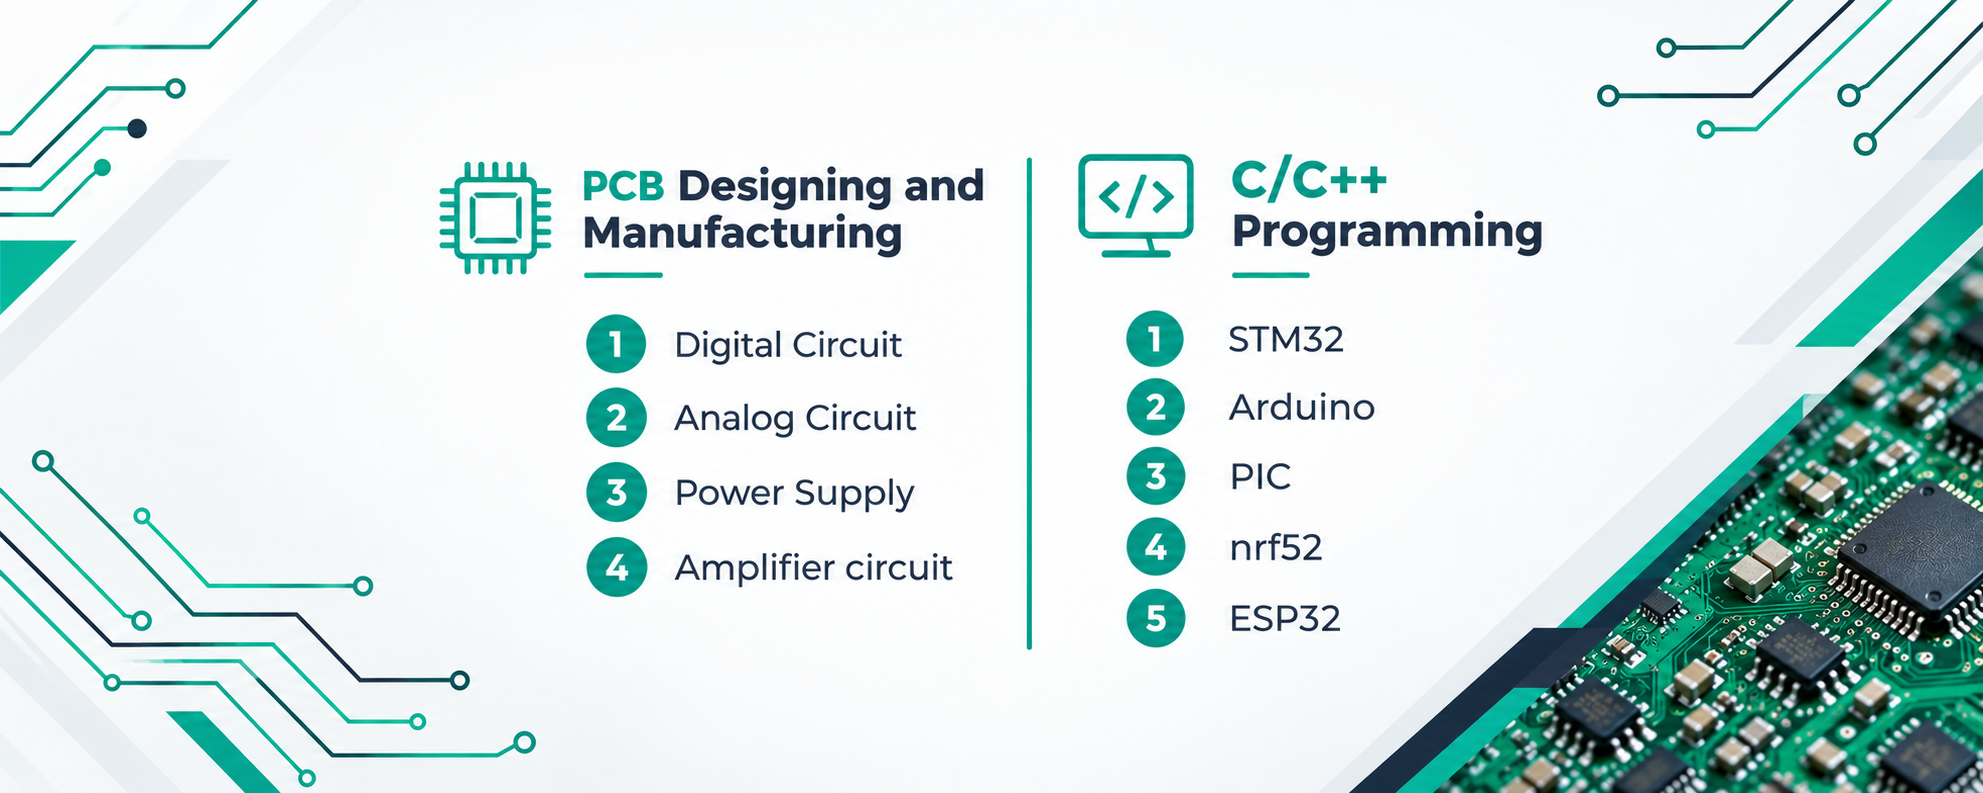 PCB Designing and
Manufacturing
1 Digital Circuit
2 Analog Circuit
3 Power Supply
4 Amplifier circuit
</>
C/C++
Programming
1 STM32
2 Arduino
3 PIC
4 nrf52
5 ESP32